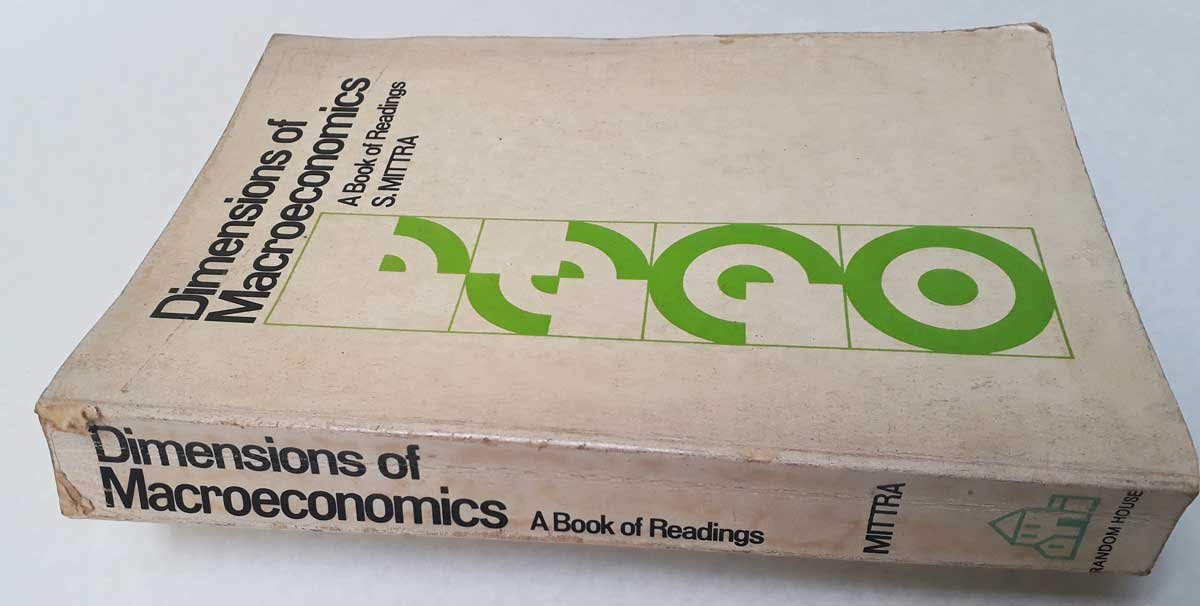 Dimensions of
Macroeconomics
A Book of Readings
S. MITTRA
Dimensions of
Macroeconomics A Book of Readings
MITTRA
RANDOM HOUSE